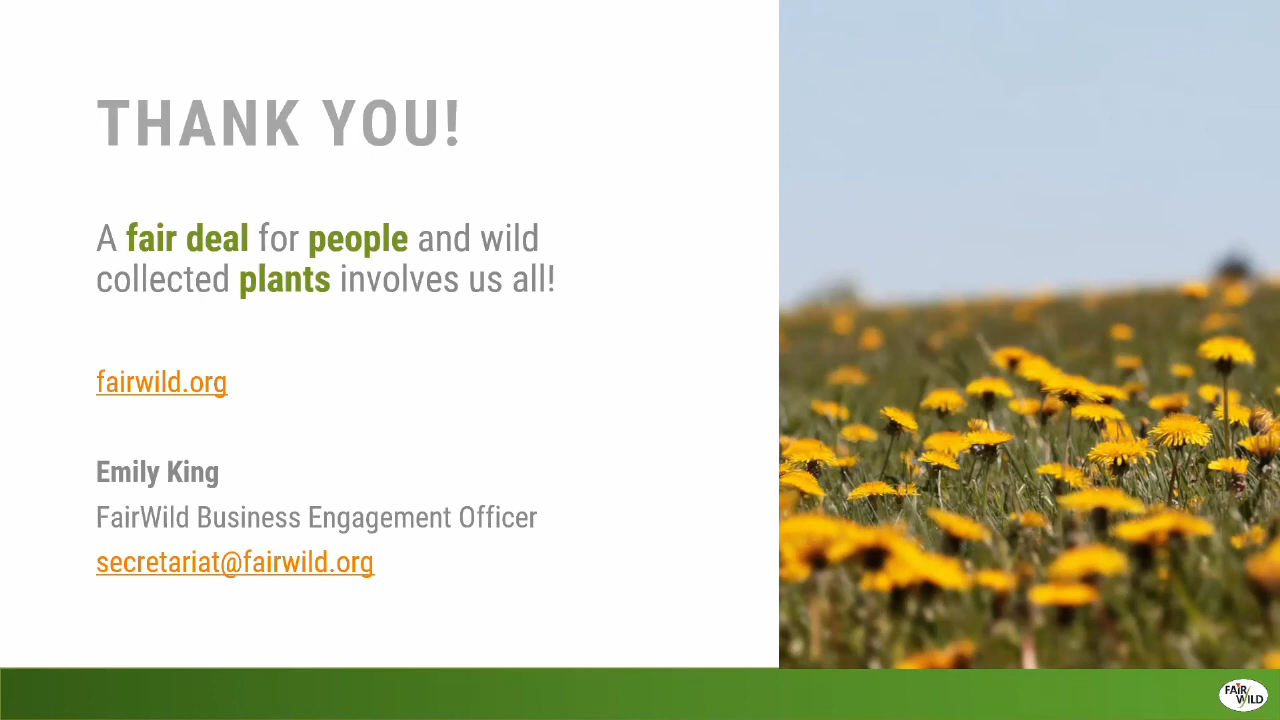 THANK YOU!
A fair deal for people and wild
collected plants involves us all!
fairwild.org
Emily King
FairWild Business Engagement Officer
secretariat@fairwild.org
FAIR
WILD